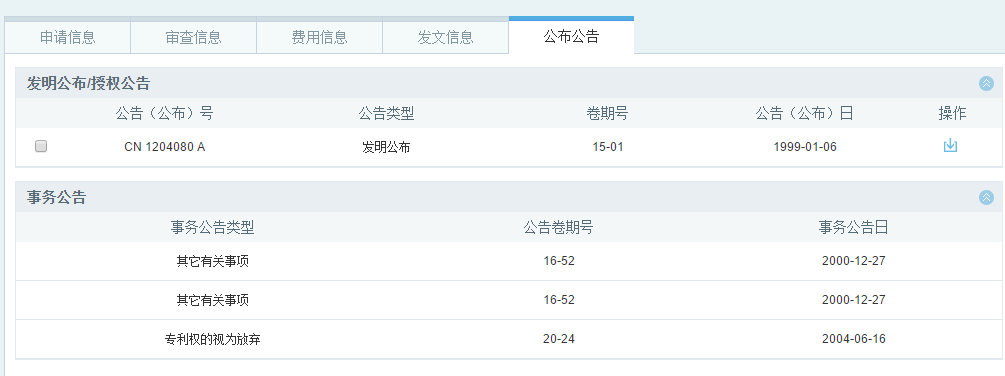 申请信息 审查信息 费用信息 发文信息 公布公告
发明公布/授权公告
公告（公布）号 公告类型 卷期号 公告（公布）日 操作
CN 1204080 A 发明公布 15-01 1999-01-06
事务公告
事务公告类型 公告卷期号 事务公告日
其它有关事项 16-52 2000-12-27
其它有关事项 16-52 2000-12-27
专利权的视为放弃 20-24 2004-06-16